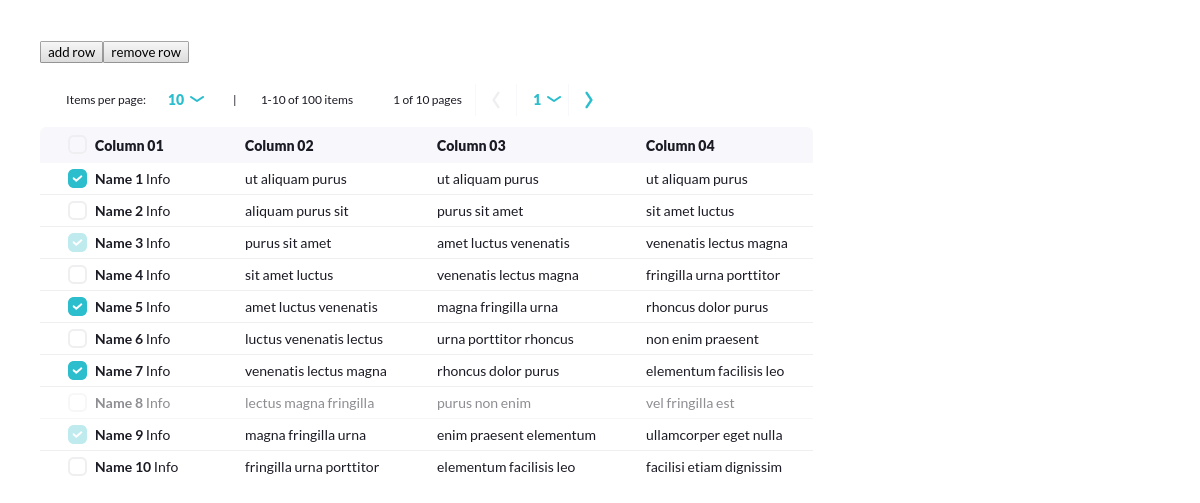 add row remove row
Items per page: 10 | 1-10 of 100 items 1 of 10 pages 1
Column 01 Column 02 Column 03 Column 04
Name 1 Info ut aliquam purus ut aliquam purus ut aliquam purus
Name 2 Info aliquam purus sit purus sit amet sit amet luctus
Name 3 Info purus sit amet amet luctus venenatis venenatis lectus magna
Name 4 Info sit amet luctus venenatis lectus magna fringilla urna porttitor
Name 5 Info amet luctus venenatis magna fringilla urna rhoncus dolor purus
Name 6 Info luctus venenatis lectus urna porttitor rhoncus non enim praesent
Name 7 Info venenatis lectus magna rhoncus dolor purus elementum facilisis leo
Name 8 Info lectus magna fringilla purus non enim vel fringilla est
Name 9 Info magna fringilla urna enim praesent elementum ullamcorper eget nulla
Name 10 Info fringilla urna porttitor elementum facilisis leo facilisi etiam dignissim